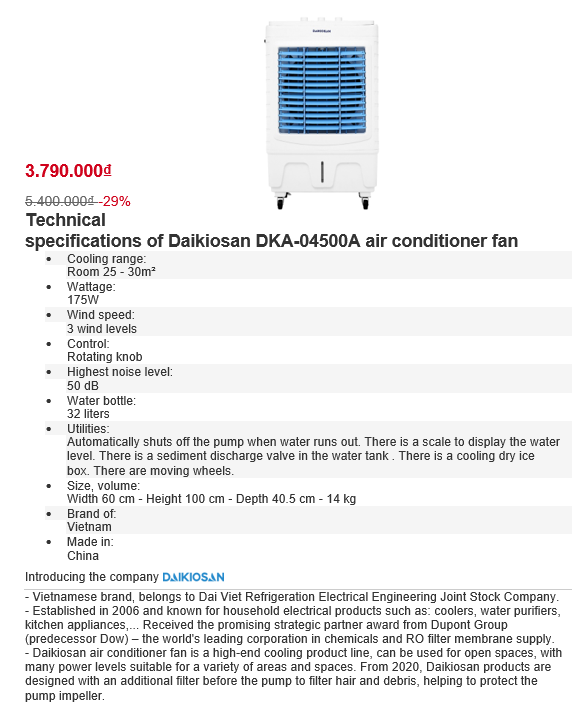 DAIKIOSAN
3.790.000₫
5.400.000₫ -29%
Technical
specifications of Daikiosan DKA-04500A air conditioner fan
• Cooling range:
Room 25 - 30m²
• Wattage:
175W
• Wind speed:
3 wind levels
• Control:
Rotating knob
• Highest noise level:
50 dB
• Water bottle:
32 liters
• Utilities:
Automatically shuts off the pump when water runs out. There is a scale to display the water
level. There is a sediment discharge valve in the water tank . There is a cooling dry ice
box. There are moving wheels.
• Size, volume:
Width 60 cm - Height 100 cm - Depth 40.5 cm - 14 kg
• Brand of:
Vietnam
• Made in:
China
Introducing the company DAIKIOSAN
- Vietnamese brand, belongs to Dai Viet Refrigeration Electrical Engineering Joint Stock Company.
- Established in 2006 and known for household electrical products such as: coolers, water purifiers,
kitchen appliances,... Received the promising strategic partner award from Dupont Group
(predecessor Dow) – the world's leading corporation in chemicals and RO filter membrane supply.
- Daikiosan air conditioner fan is a high-end cooling product line, can be used for open spaces, with
many power levels suitable for a variety of areas and spaces. From 2020, Daikiosan products are
designed with an additional filter before the pump to filter hair and debris, helping to protect the
pump impeller.